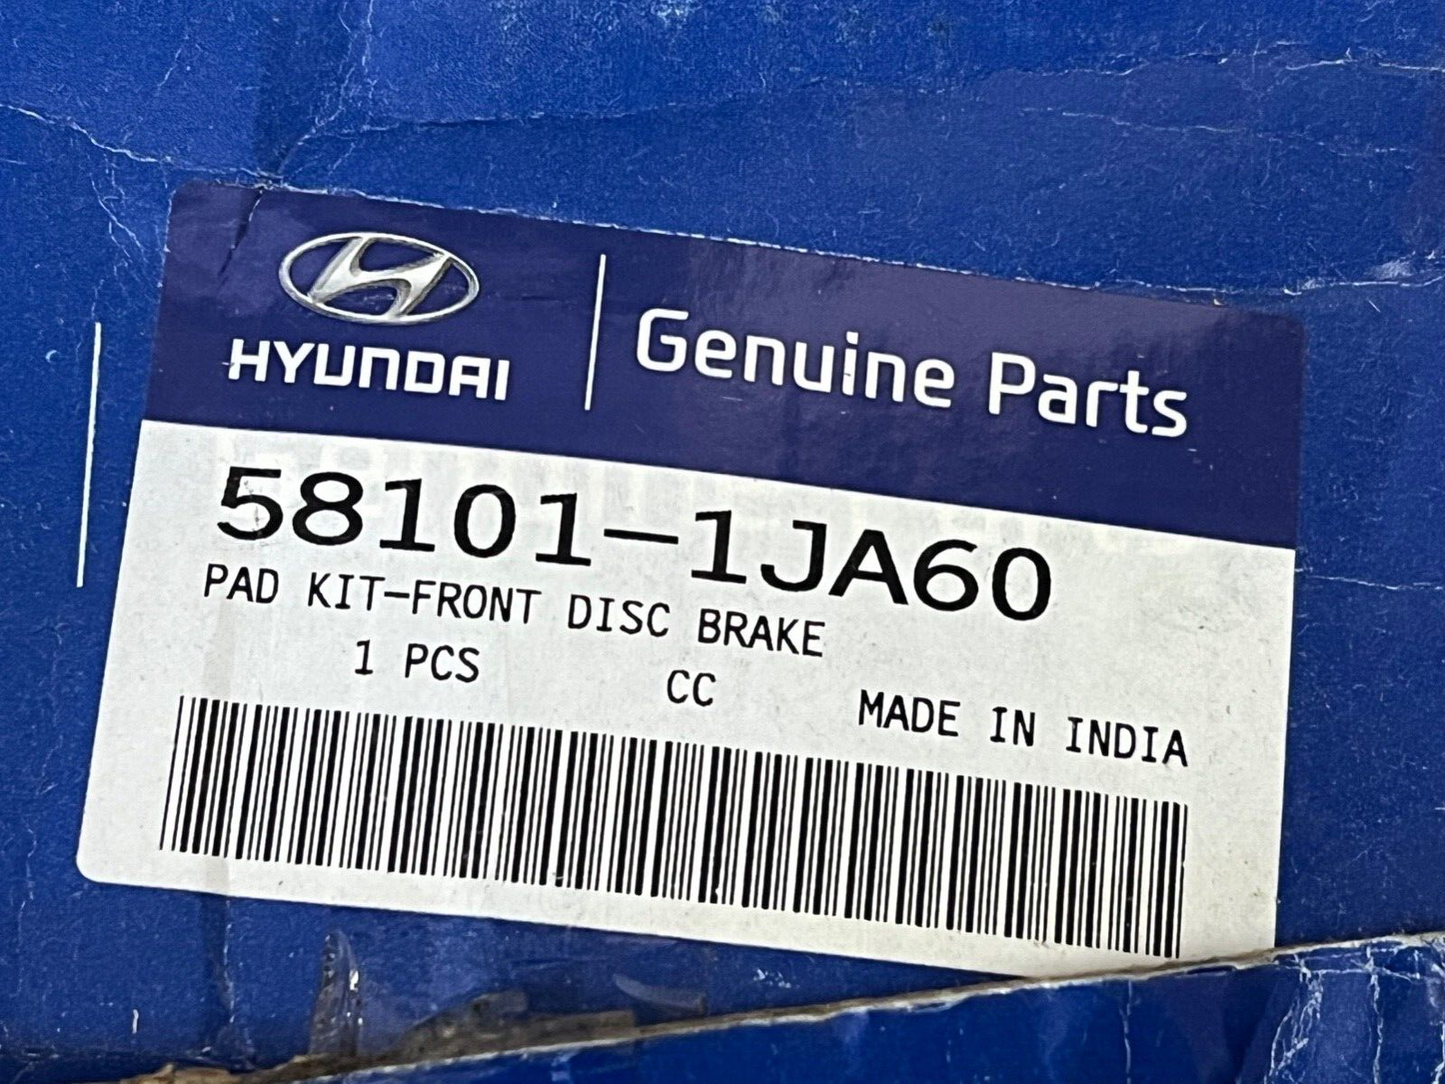 HYUNDAI
Genuine Parts
58101-1JA60
PAD KIT-FRONT DISC BRAKE
1 PCS CC MADE IN INDIA